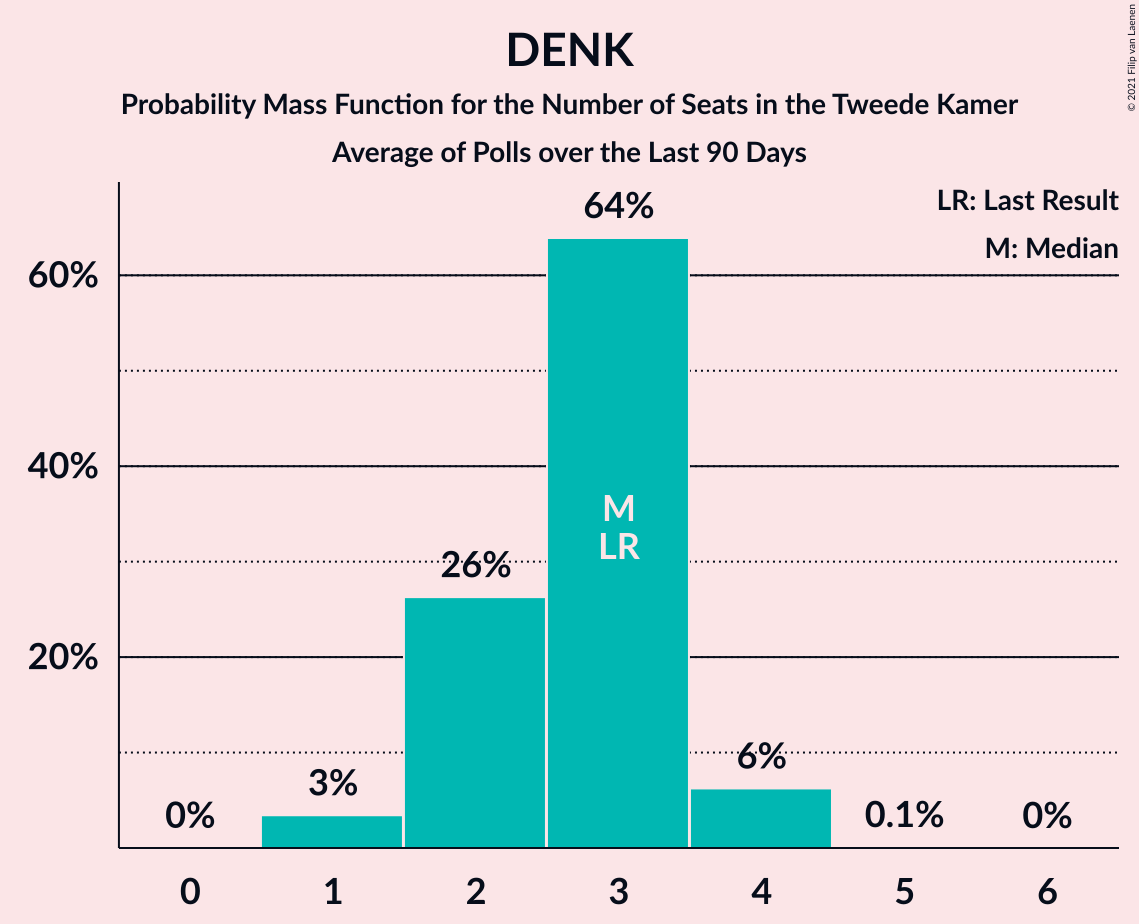 © 2021 Filip van Laenen
DENK
Probability Mass Function for the Number of Seats in the Tweede Kamer
Average of Polls over the Last 90 Days
LR: Last Result
M: Median
64%
60%
40%
M
LR
26%
20%
6%
3%
0%
0.1%
0%
0 1 2 3 4 5 6